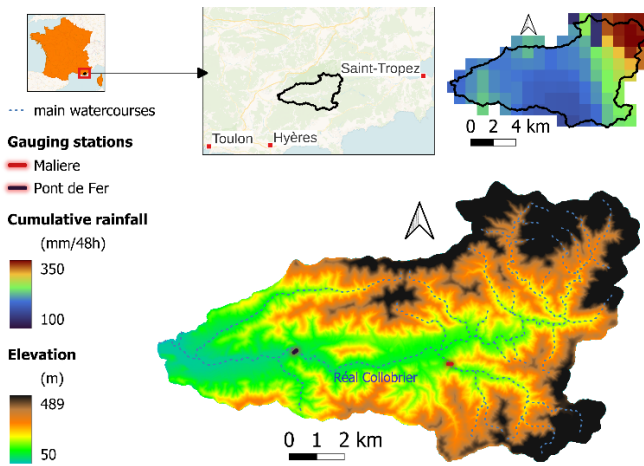 Saint-Tropez
Toulon
Hyères
0 2 4 km
main watercourses
Gauging stations
Maliere
Pont de Fer
Cumulative rainfall
(mm/48h)
350
100
Elevation
(m)
489
50
Réal Collobrier
0 1 2 km